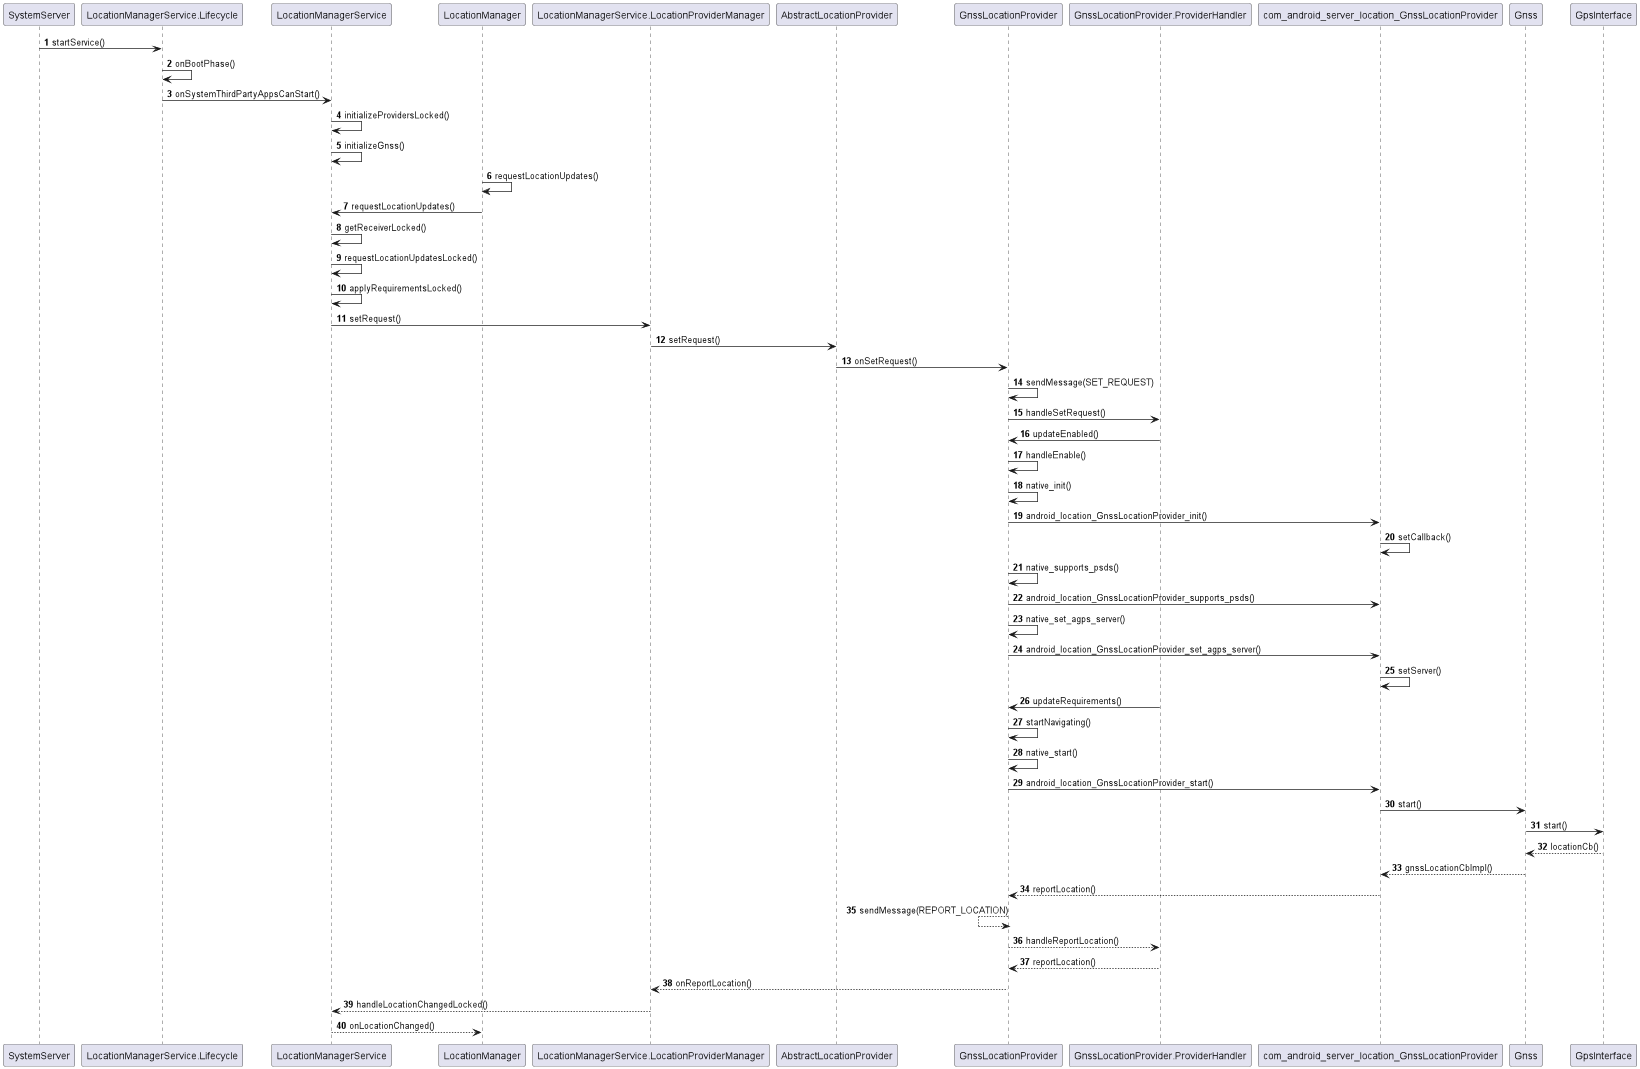 SystemServer LocationManagerService.Lifecycle LocationManagerService LocationManager LocationManagerService.LocationProviderManager AbstractLocationProvider GnssLocationProvider GnssLocationProvider.ProviderHandler com_android_server_location_GnssLocationProvider Gnss GpsInterface
1 startService()
2 onBootPhase()
3 onSystemThirdPartyAppsCanStart()
4 initializeProvidersLocked()
5 initializeGnss()
6 requestLocationUpdates()
7 requestLocationUpdates()
8 getReceiverLocked()
9 requestLocationUpdatesLocked()
10 applyRequirementsLocked()
11 setRequest()
12 setRequest()
13 onSetRequest()
14 sendMessage(SET_REQUEST)
15 handleSetRequest()
16 updateEnabled()
17 handleEnable()
18 native_init()
19 android_location_GnssLocationProvider_init()
20 setCallback()
21 native_supports_psds()
22 android_location_GnssLocationProvider_supports_psds()
23 native_set_agps_server()
24 android_location_GnssLocationProvider_set_agps_server()
25 setServer()
26 updateRequirements()
27 startNavigating()
28 native_start()
29 android_location_GnssLocationProvider_start()
30 start()
31 start()
32 locationCb()
33 gnssLocationCbImpl()
34 reportLocation()
35 sendMessage(REPORT_LOCATION)
36 handleReportLocation()
37 reportLocation()
38 onReportLocation()
39 handleLocationChangedLocked()
40 onLocationChanged()
SystemServer LocationManagerService.Lifecycle LocationManagerService LocationManager LocationManagerService.LocationProviderManager AbstractLocationProvider GnssLocationProvider GnssLocationProvider.ProviderHandler com_android_server_location_GnssLocationProvider Gnss GpsInterface